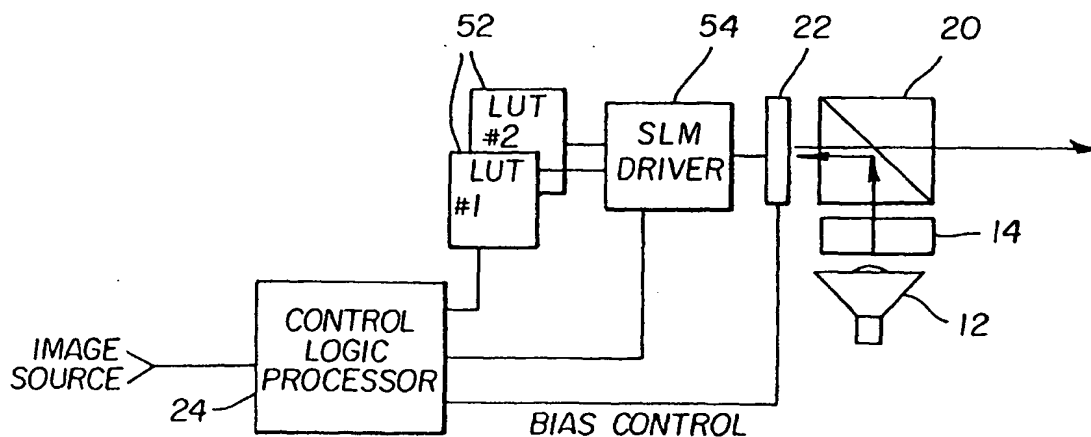 52
54
22
20
LUT
#2
LUT
#1
SLM
DRIVER
14
12
IMAGE
SOURCE
CONTROL
LOGIC
PROCESSOR
24
BIAS CONTROL